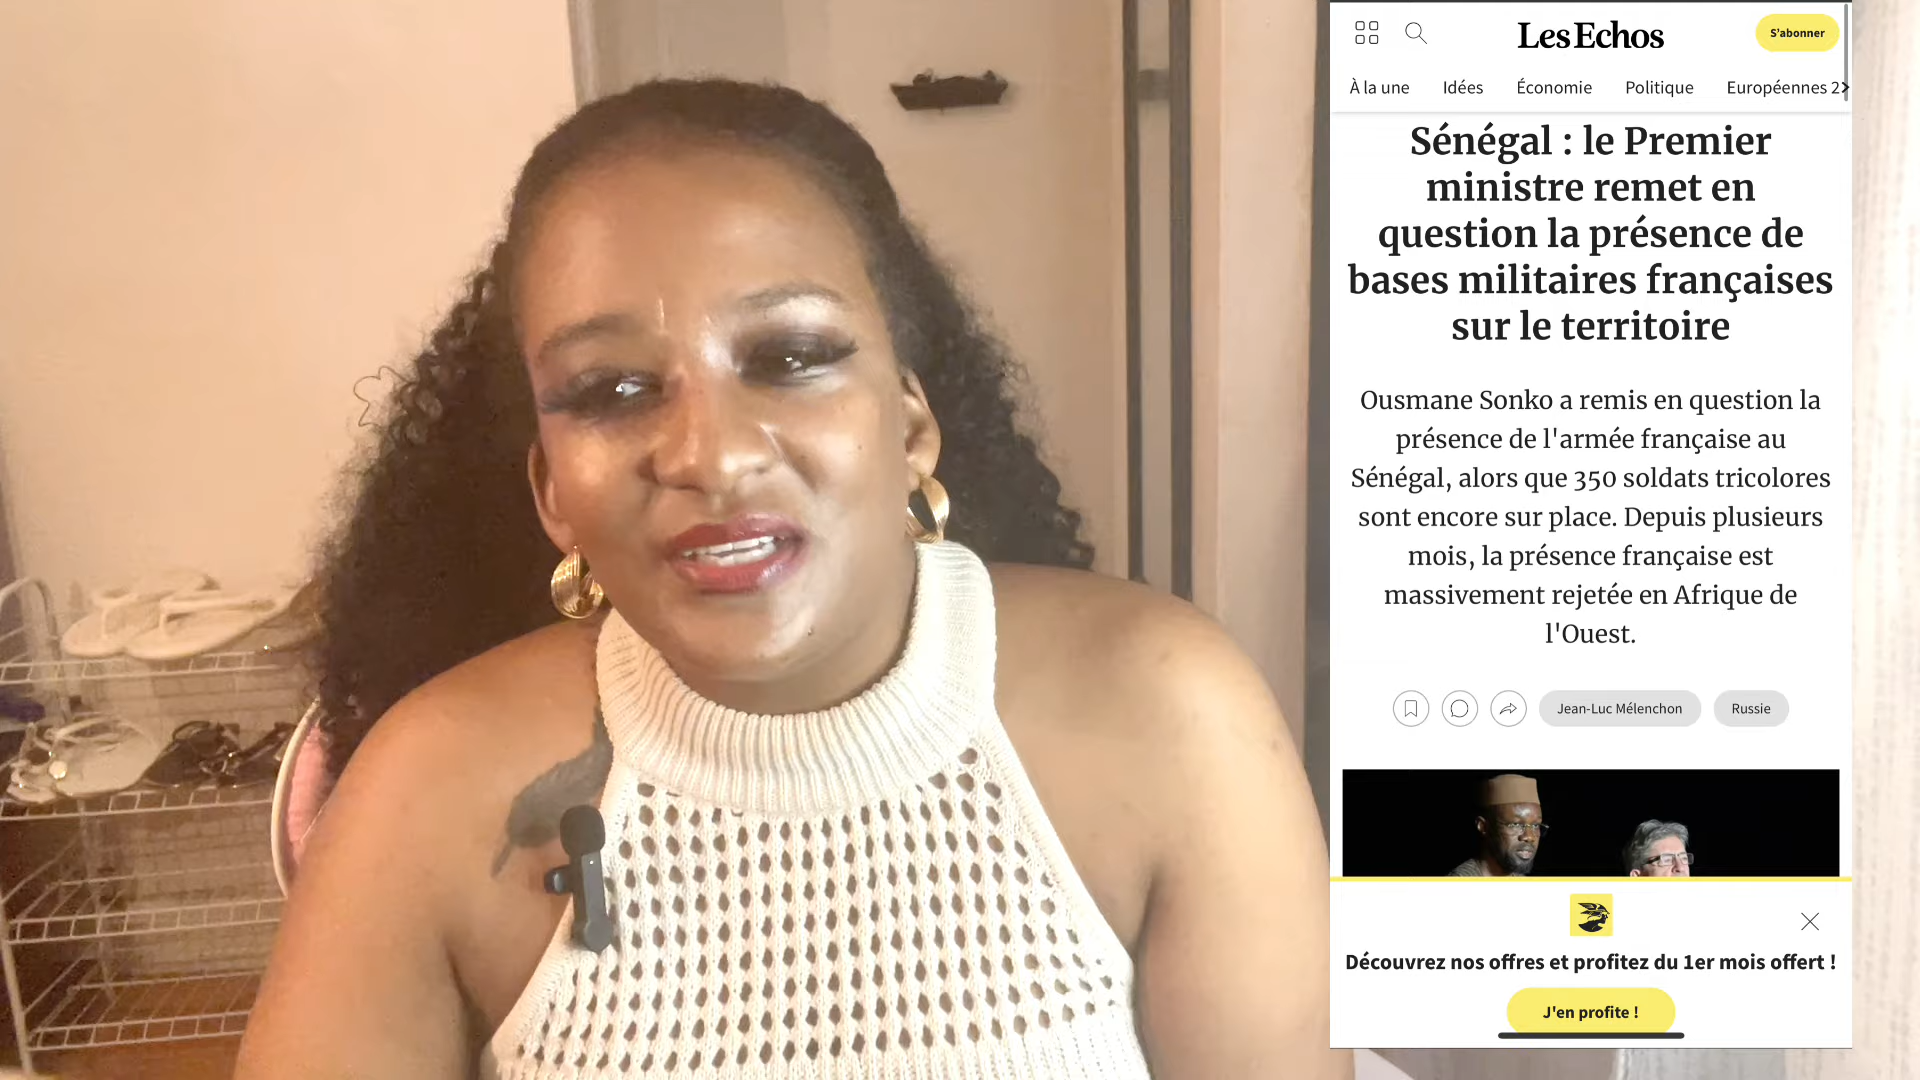 Les Echos
S'abonner
À la une
Idées
Économie
Politique
Européennes 2
Sénégal : le Premier
ministre remet en
question la présence de
bases militaires françaises
sur le territoire
Ousmane Sonko a remis en question la
présence de l'armée française au
Sénégal, alors que 350 soldats tricolores
sont encore sur place. Depuis plusieurs
mois, la présence française est
massivement rejetée en Afrique de
l'Ouest.
Jean-Luc Mélenchon
Russie
Découvrez nos offres et profitez du 1er mois offert !
J'en profite !